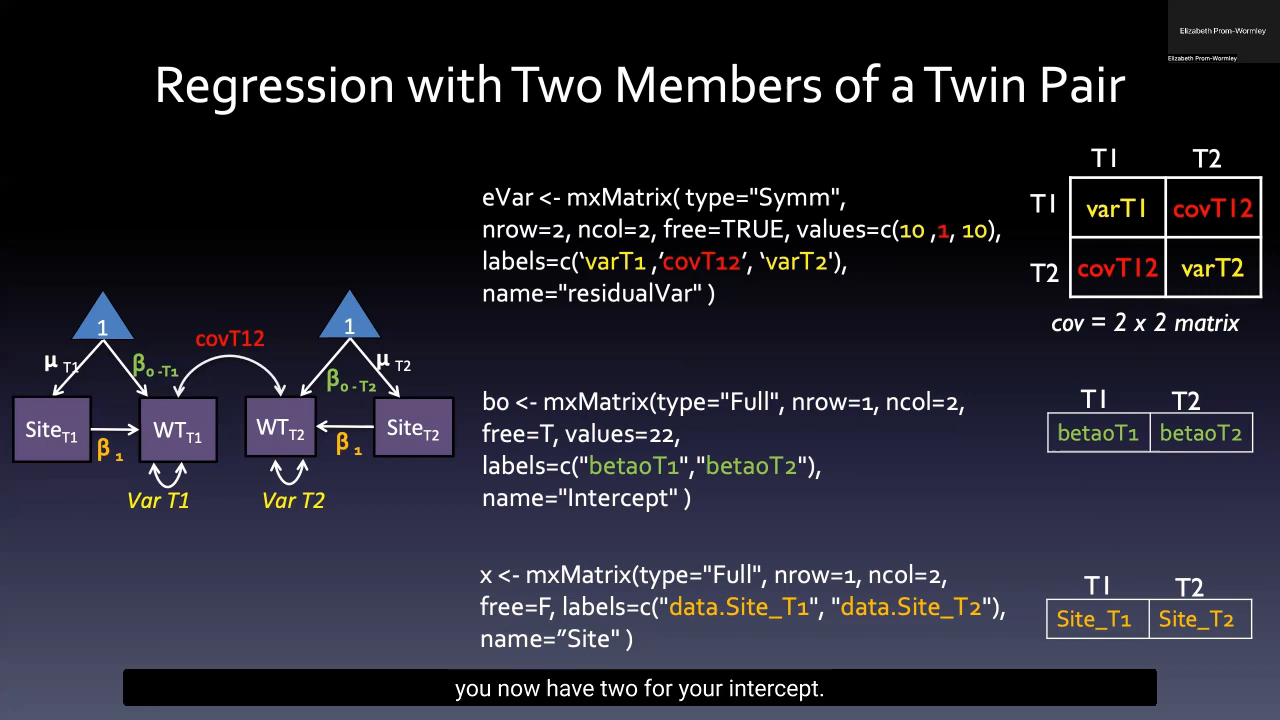 Elizabeth Prom-Wormley
Elizabeth Prom-Wormley
Regression with Two Members of a Twin Pair
eVar <- mxMatrix( type="Symm",
nrow=2, ncol=2, free=TRUE, values=c(10 ,1, 10),
labels=c(‘varT1 ,’covT12’, ‘varT2'),
name="residualVar" )
T1 T2
T1 varT1 covT12
T2 covT12 varT2
cov = 2 x 2 matrix
1 covT12 1
μ T1 β0-T1 β0-T2 μ T2
SiteT1 β1 WTT1 WTT2 β1 SiteT2
Var T1 Var T2
bo <- mxMatrix(type="Full", nrow=1, ncol=2,
free=T, values=22,
labels=c("betaoT1","betaoT2"),
name="Intercept" )
T1 T2
betaoT1 betaoT2
x <- mxMatrix(type="Full", nrow=1, ncol=2,
free=F, labels=c("data.Site_T1", "data.Site_T2"),
name=”Site" )
T1 T2
Site_T1 Site_T2
you now have two for your intercept.